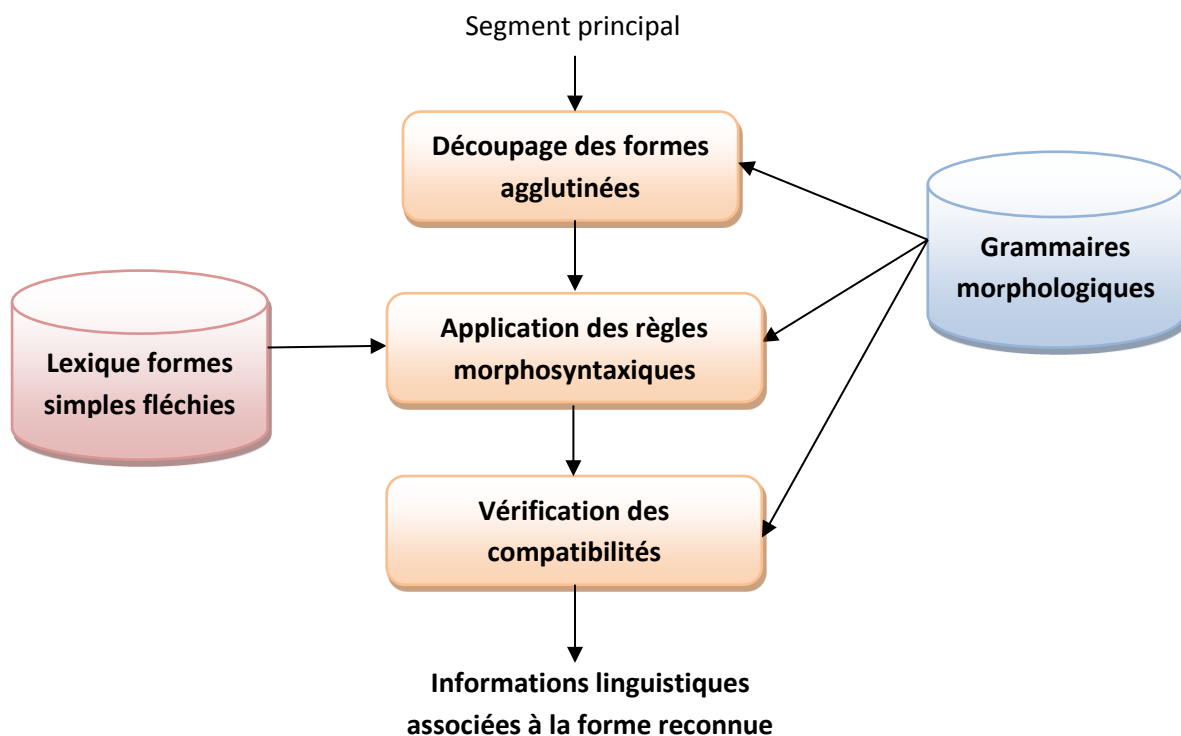 Segment principal
Découpage des formes
agglutinées
Grammaires
morphologiques
Application des règles
morphosyntaxiques
Lexique formes
simples fléchies
Vérification des
compatibilités
Informations linguistiques
associées à la forme reconnue